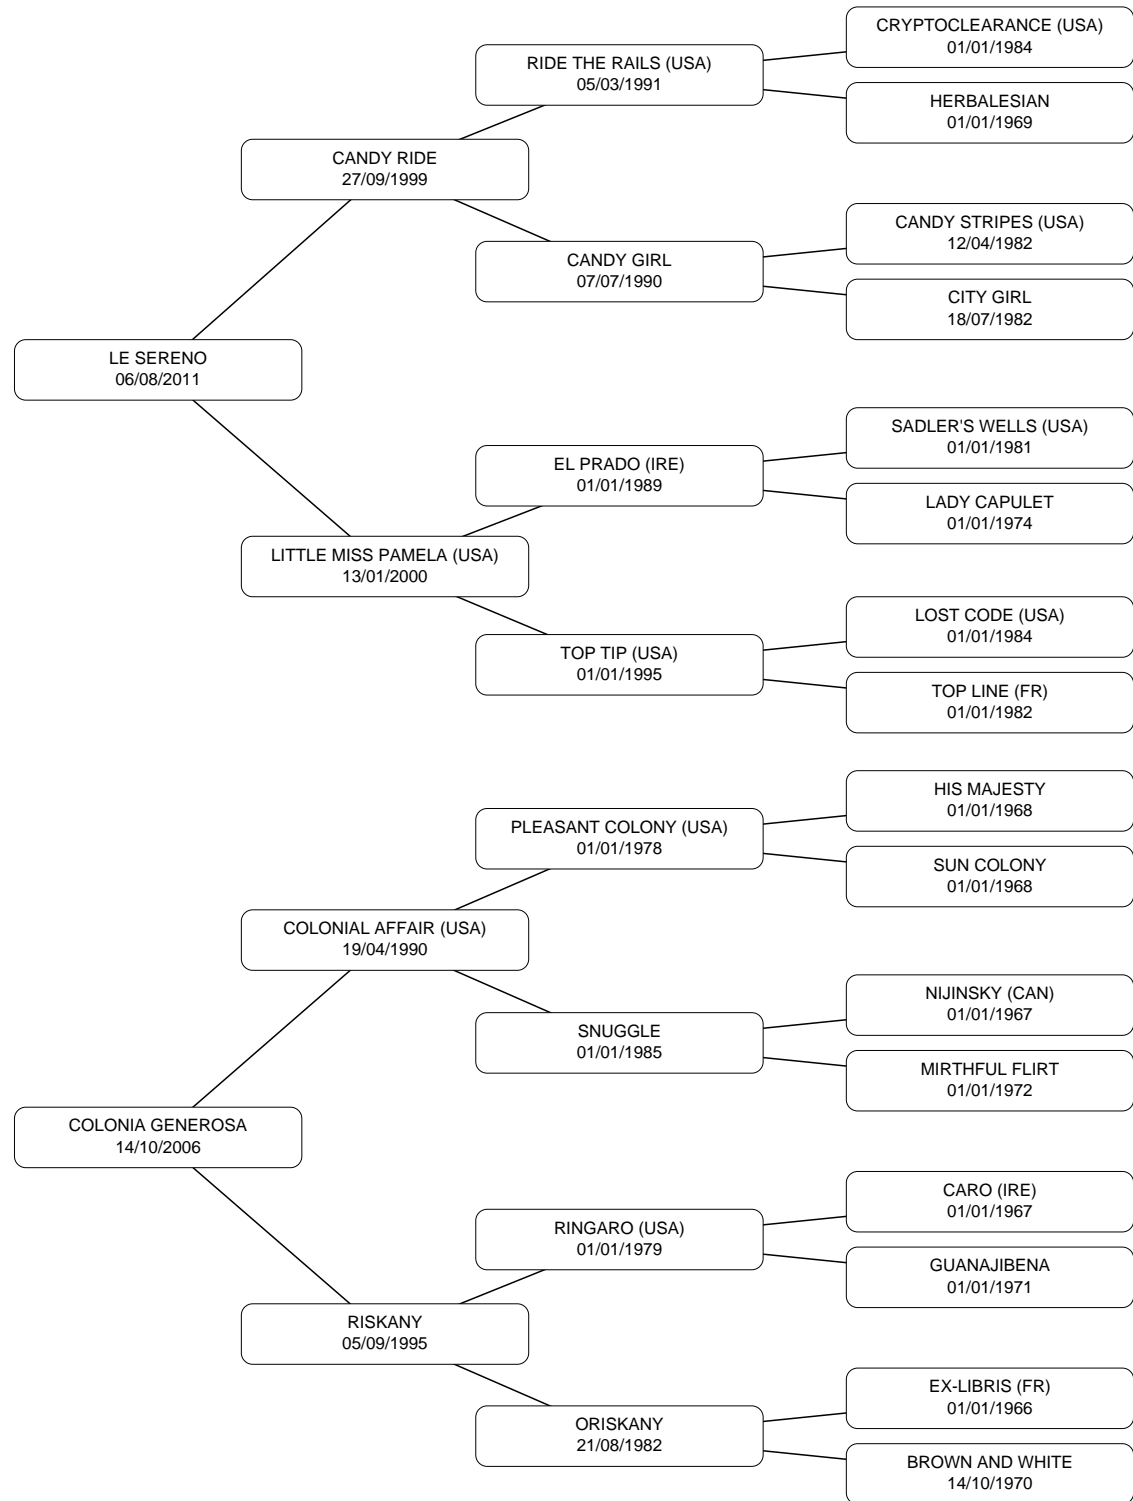 CRYPTOCLEARANCE (USA)
01/01/1984
RIDE THE RAILS (USA)
05/03/1991
HERBALESIAN
01/01/1969
CANDY RIDE
27/09/1999
CANDY STRIPES (USA)
12/04/1982
CANDY GIRL
07/07/1990
CITY GIRL
18/07/1982
LE SERENO
06/08/2011
SADLER'S WELLS (USA)
01/01/1981
EL PRADO (IRE)
01/01/1989
LADY CAPULET
01/01/1974
LITTLE MISS PAMELA (USA)
13/01/2000
LOST CODE (USA)
01/01/1984
TOP TIP (USA)
01/01/1995
TOP LINE (FR)
01/01/1982
HIS MAJESTY
01/01/1968
PLEASANT COLONY (USA)
01/01/1978
SUN COLONY
01/01/1968
COLONIAL AFFAIR (USA)
19/04/1990
NIJINSKY (CAN)
01/01/1967
SNUGGLE
01/01/1985
MIRTHFUL FLIRT
01/01/1972
COLONIA GENEROSA
14/10/2006
CARO (IRE)
01/01/1967
RINGARO (USA)
01/01/1979
GUANAJIBENA
01/01/1971
RISKANY
05/09/1995
EX-LIBRIS (FR)
01/01/1966
ORISKANY
21/08/1982
BROWN AND WHITE
14/10/1970